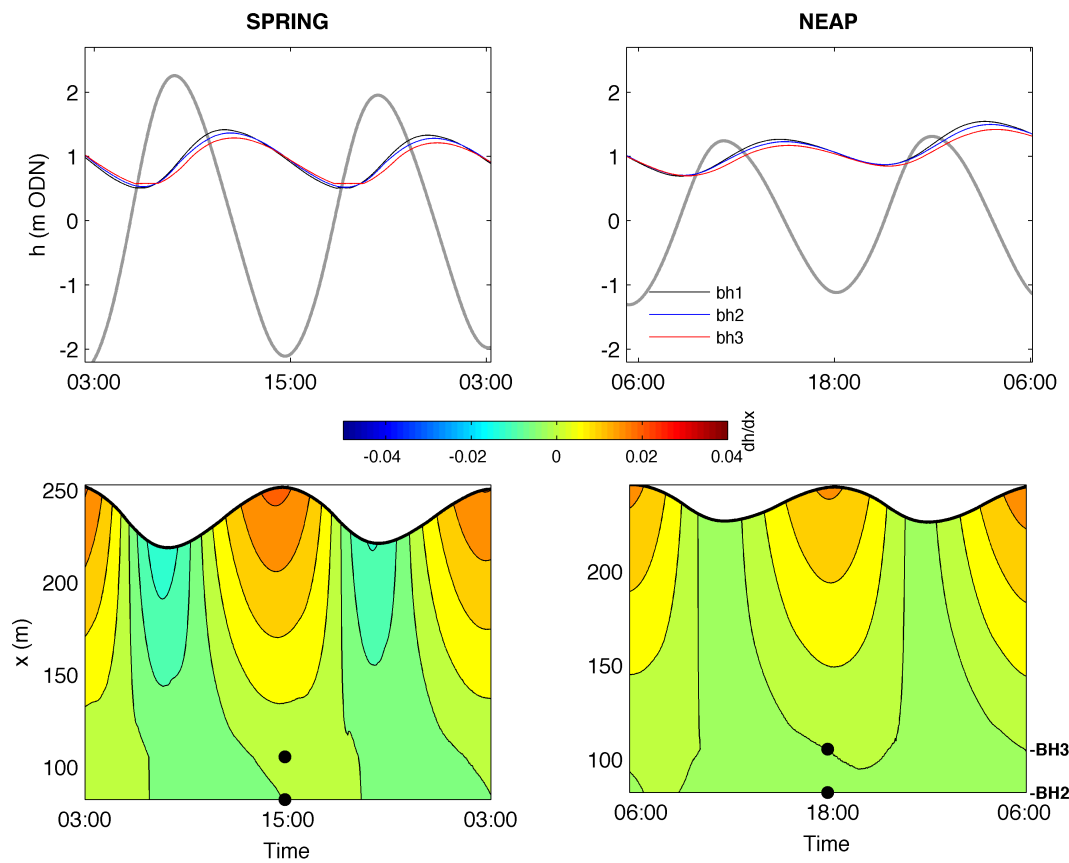 SPRING
NEAP
h (m ODN)
2
1
0
-1
-2
03:00
15:00
03:00
2
1
0
-1
-2
bh1
bh2
bh3
06:00
18:00
06:00
-0.04
-0.02
0
0.02
0.04
dh/dx
x (m)
250
200
150
100
03:00
15:00
03:00
Time
200
150
100
-BH3
-BH2
06:00
18:00
06:00
Time